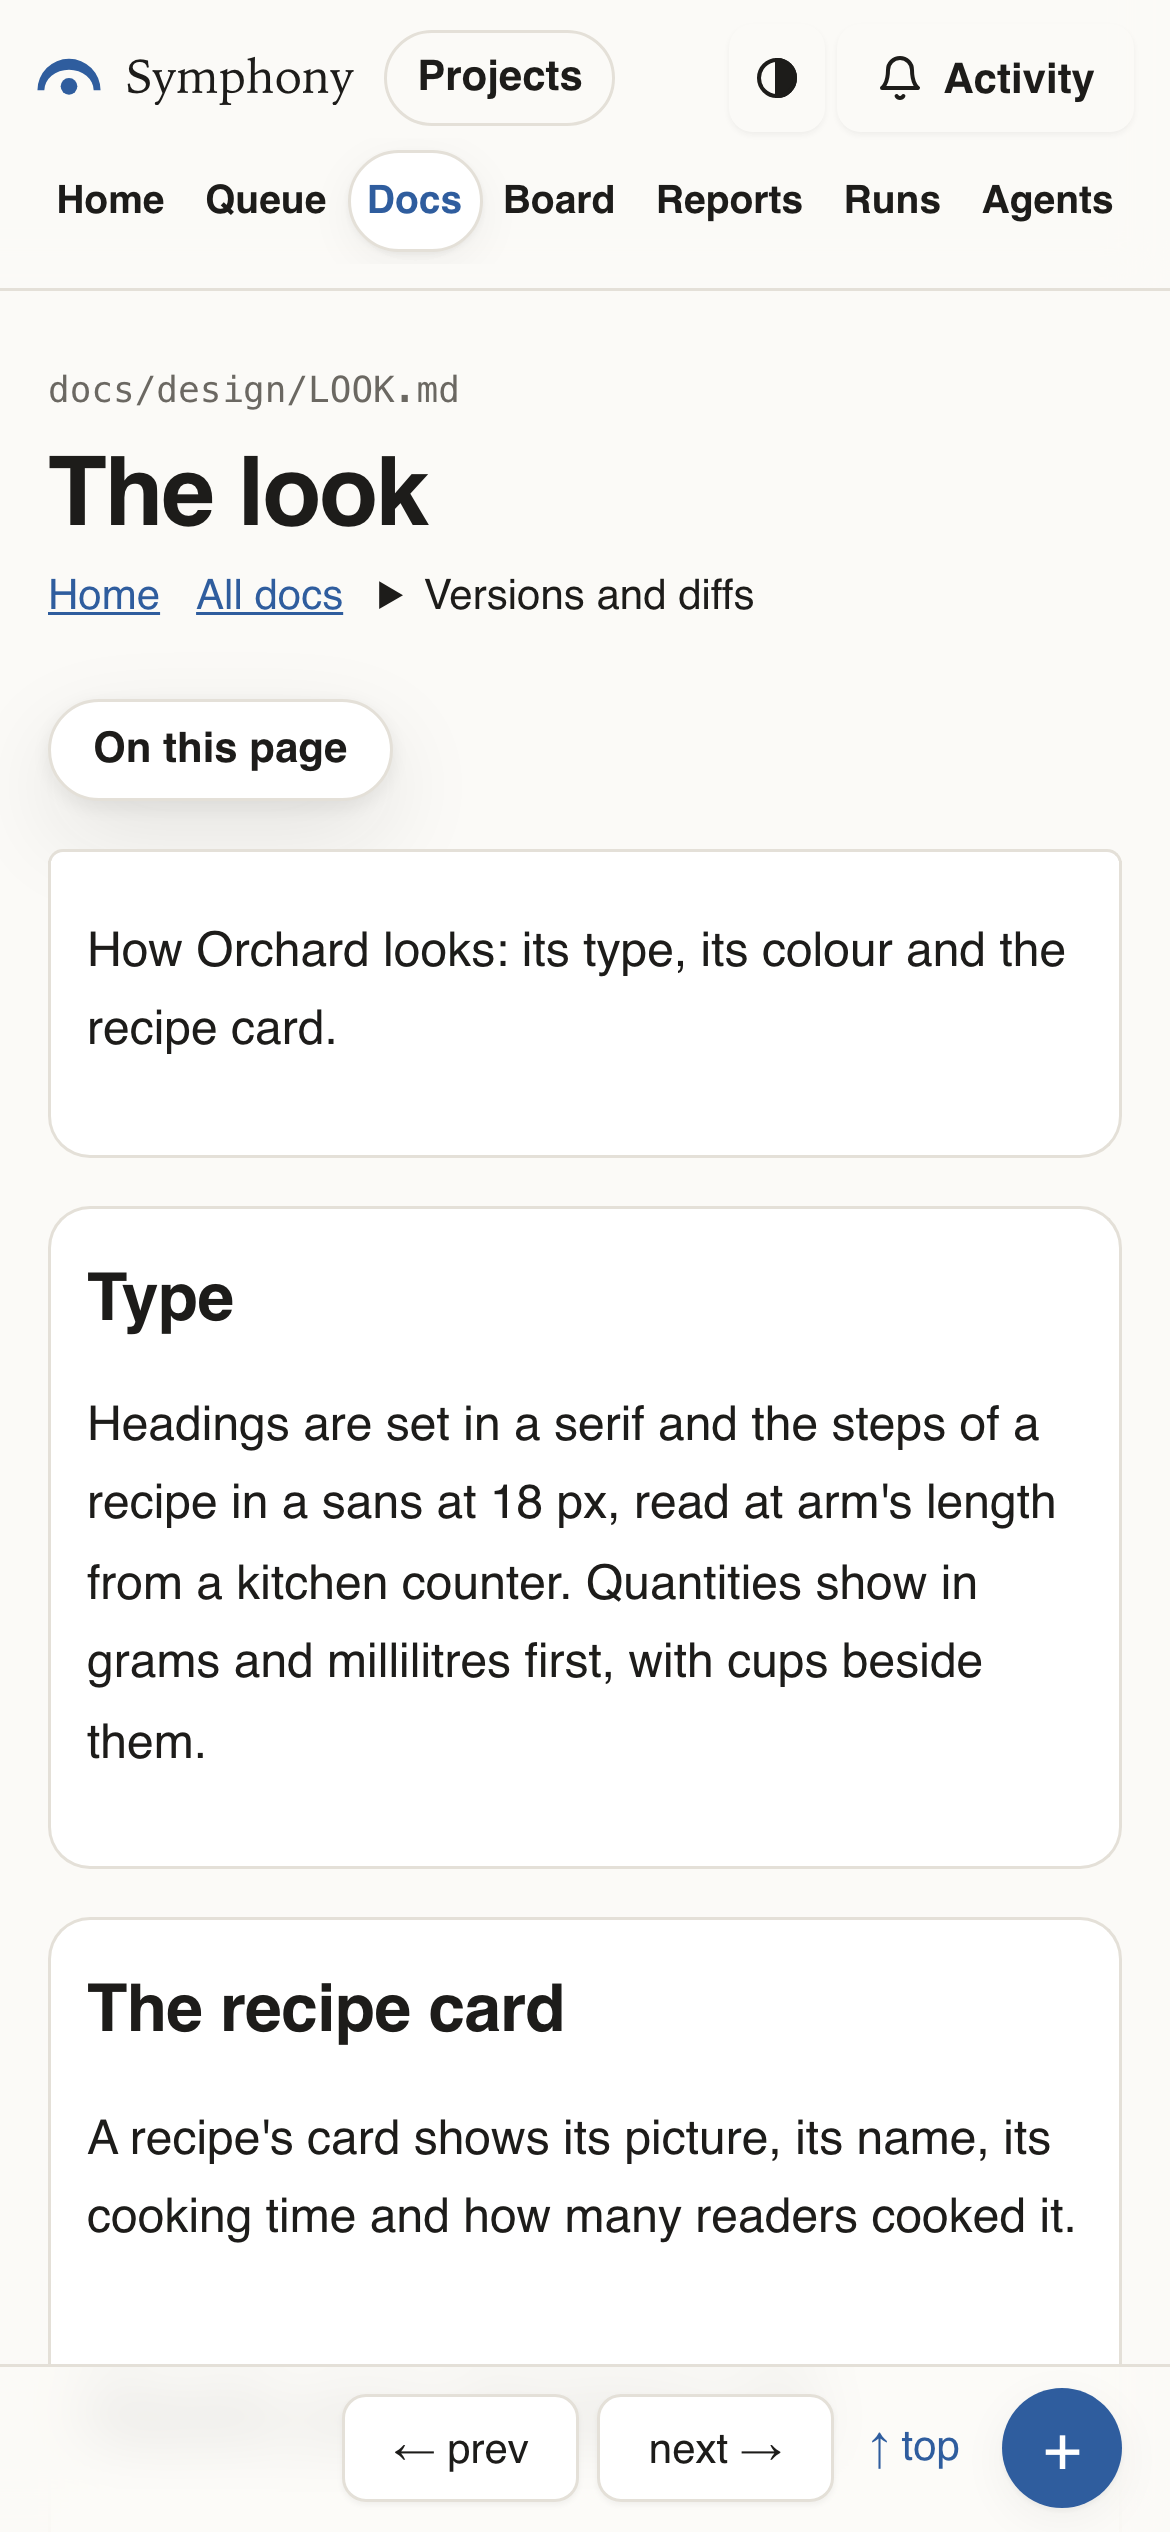 Symphony
Projects
Activity
Home Queue Docs Board Reports Runs Agents
docs/design/LOOK.md
The look
Home All docs ▶ Versions and diffs
On this page
How Orchard looks: its type, its colour and the
recipe card.
Type
Headings are set in a serif and the steps of a
recipe in a sans at 18 px, read at arm's length
from a kitchen counter. Quantities show in
grams and millilitres first, with cups beside
them.
The recipe card
A recipe's card shows its picture, its name, its
cooking time and how many readers cooked it.
← prev next → ↑ top +